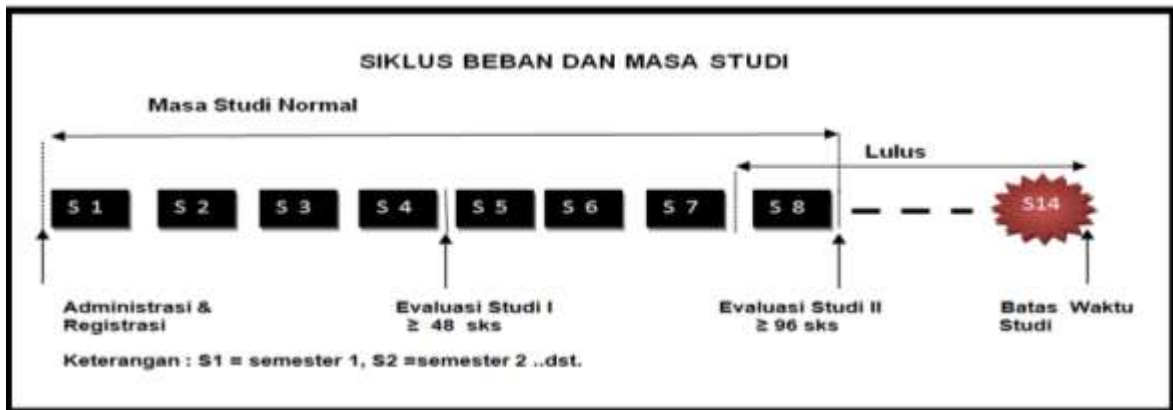 SIKLUS BEBAN DAN MASA STUDI
Masa Studi Normal
Lulus
S 1 S 2 S 3 S 4 S 5 S 6 S 7 S 8 S14
Administrasi & Registrasi
Evaluasi Studi I
≥ 48 sks
Evaluasi Studi II
≥ 96 sks
Batas Waktu
Studi
Keterangan : S1 = semester 1, S2 =semester 2 ..dst.